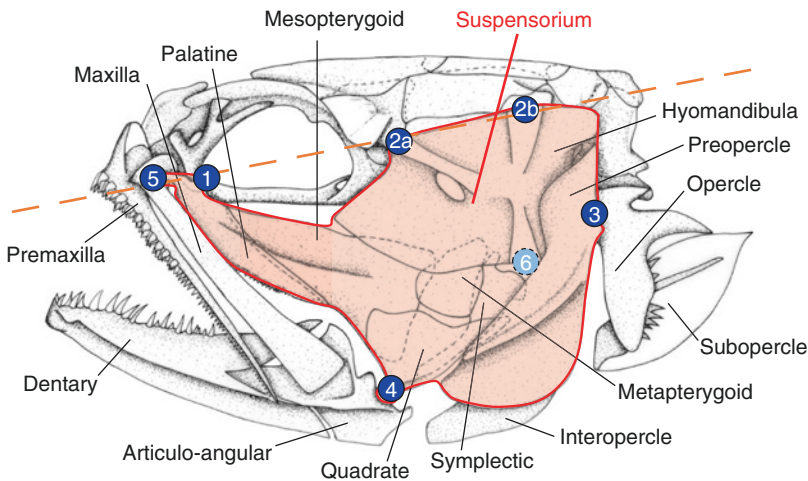 Mesopterygoid
Suspensorium
Palatine
Maxilla
2b
Hyomandibula
2a
Preopercle
5
1
Opercle
3
Premaxilla
6
Subopercle
Dentary
4
Metapterygoid
Interopercle
Articulo-angular
Quadrate
Symplectic